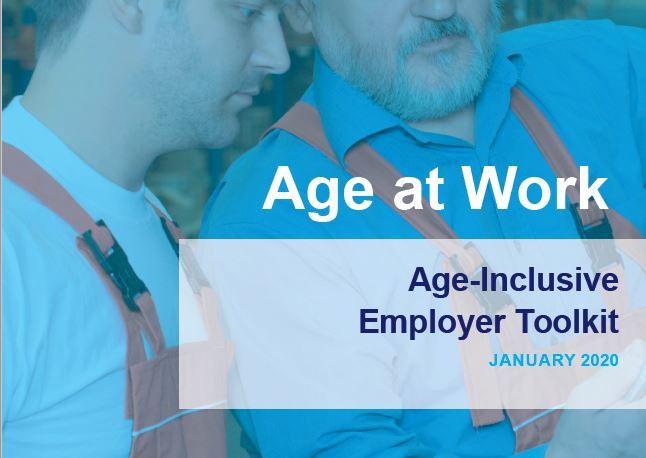 Age at Work
Age-Inclusive
Employer Toolkit
JANUARY 2020